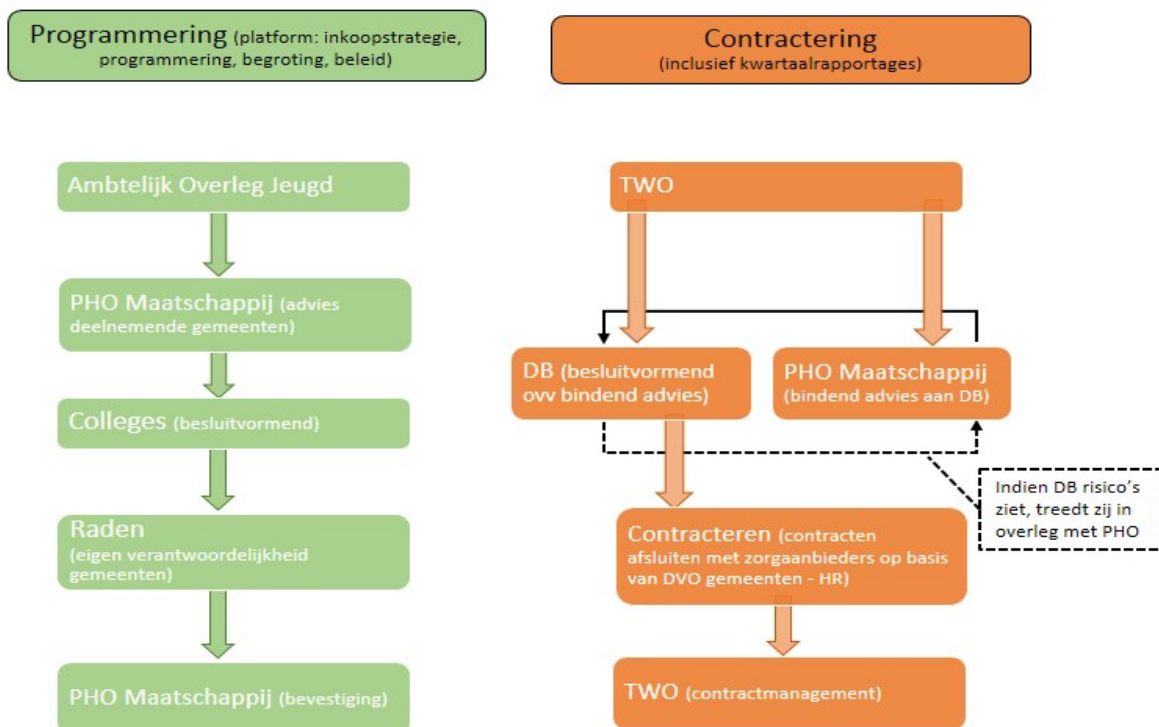 Programmering (platform: inkoopstrategie,
programmering, begroting, beleid)
Contractering
(inclusief kwartaalrapportages)
Ambtelijk Overleg Jeugd
PHO Maatschappij (advies
deelnemende gemeenten)
Colleges (besluitvormend)
Raden
(eigen verantwoordelijkheid
gemeenten)
PHO Maatschappij (bevestiging)
TWO
DB (besluitvormend
ovv bindend advies)
PHO Maatschappij
(bindend advies aan DB)
Indien DB risico's
ziet, treedt zij in
overleg met PHO
Contracteren (contracten
afsluiten met zorgaanbieders op basis
van DVO gemeenten - HR)
TWO (contractmanagement)